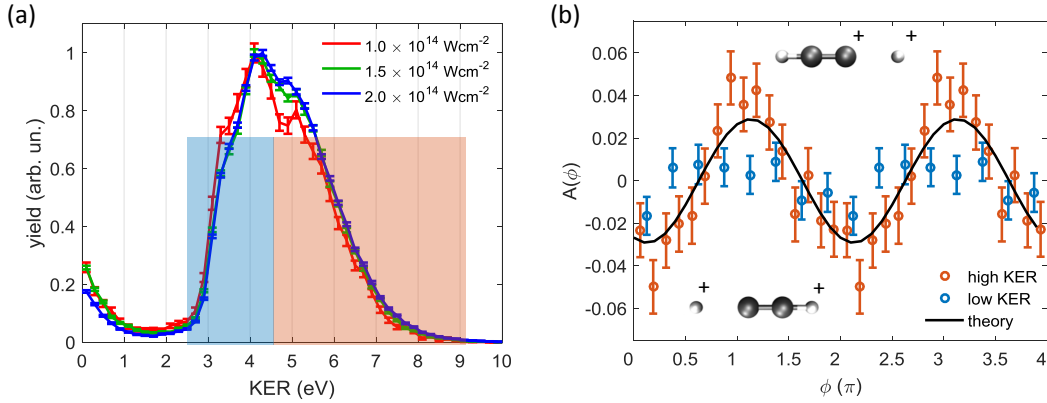 (a)
1.0 × 10¹⁴ Wcm⁻²
1.5 × 10¹⁴ Wcm⁻²
2.0 × 10¹⁴ Wcm⁻²
1
0.8
0.6
0.4
0.2
0
yield (arb. un.)
0 1 2 3 4 5 6 7 8 9 10
KER (eV)
(b)
+ +
0.06
0.04
0.02
0
-0.02
-0.04
-0.06
A(ϕ)
high KER
low KER
theory
+ +
0 0.5 1 1.5 2 2.5 3 3.5 4
ϕ (π)